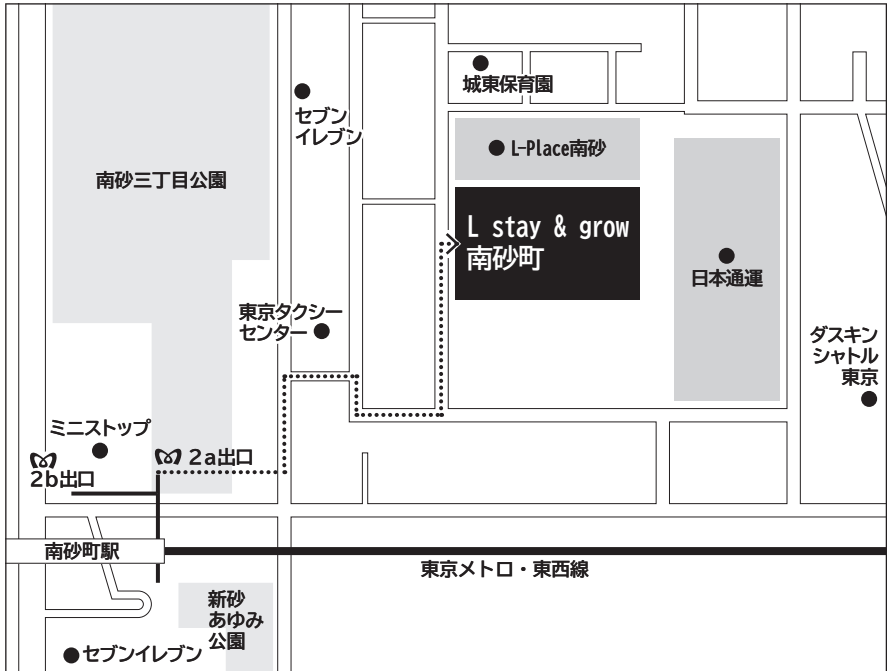 城東保育園
セブン
イレブン
L-Place南砂
南砂三丁目公園
L stay & grow
南砂町
日本通運
東京タクシー
センター
ダスキン
シャトル
東京
ミニストップ
2a出口
2b出口
南砂町駅
東京メトロ・東西線
新砂
あゆみ
公園
セブンイレブン